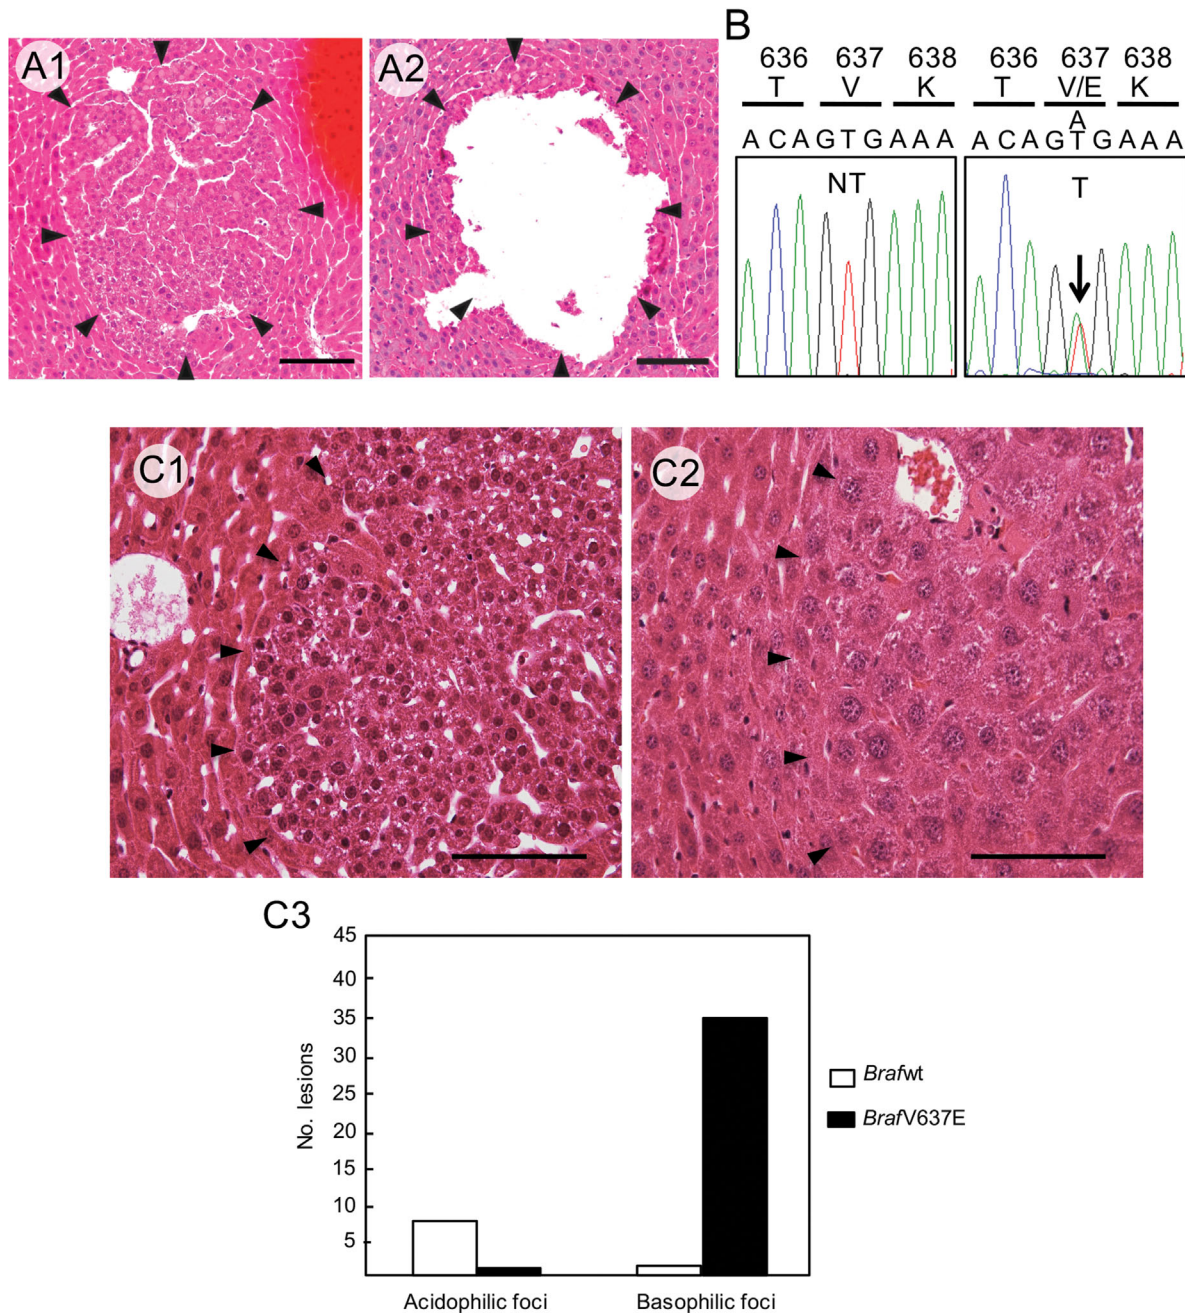 A1
A2
B
636 637 638
T V K
A C A G T G A A A
NT
636 637 638
T V/E K
A
A C A G T G A A A
T
C1
C2
C3
No. lesions
45
40
35
30
25
20
15
10
5
Acidophilic foci
Basophilic foci
Brafwt
BrafV637E